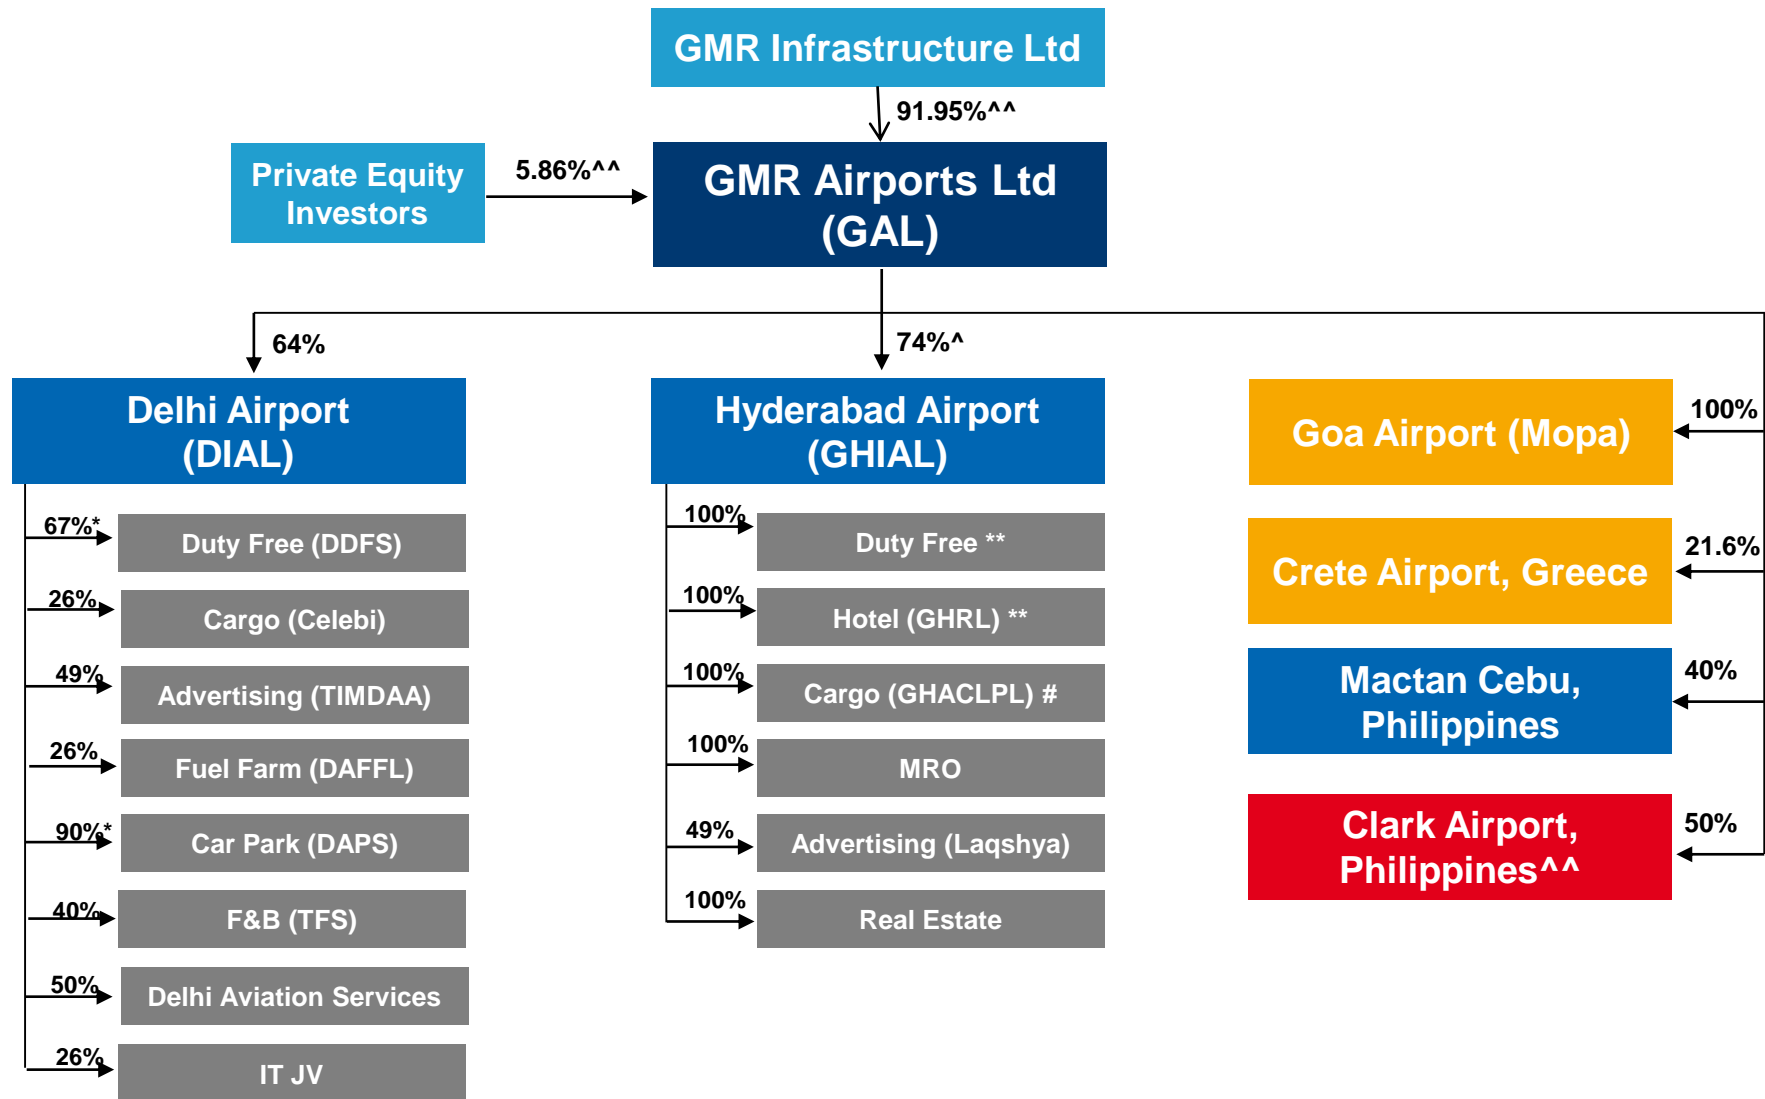 GMR Infrastructure Ltd
91.95%^^
Private Equity
Investors
5.86%^^
GMR Airports Ltd
(GAL)
64%
74%^
Delhi Airport
(DIAL)
67%*
Duty Free (DDFS)
26%
Cargo (Celebi)
49%
Advertising (TIMDAA)
26%
Fuel Farm (DAFFL)
90%*
Car Park (DAPS)
40%
F&B (TFS)
50%
Delhi Aviation Services
26%
IT JV
Hyderabad Airport
(GHIAL)
100%
Duty Free **
100%
Hotel (GHRL) **
100%
Cargo (GHACLPL) #
100%
MRO
49%
Advertising (Laqshya)
100%
Real Estate
Goa Airport (Mopa)
100%
Crete Airport, Greece
21.6%
Mactan Cebu,
Philippines
40%
Clark Airport,
Philippines^^
50%